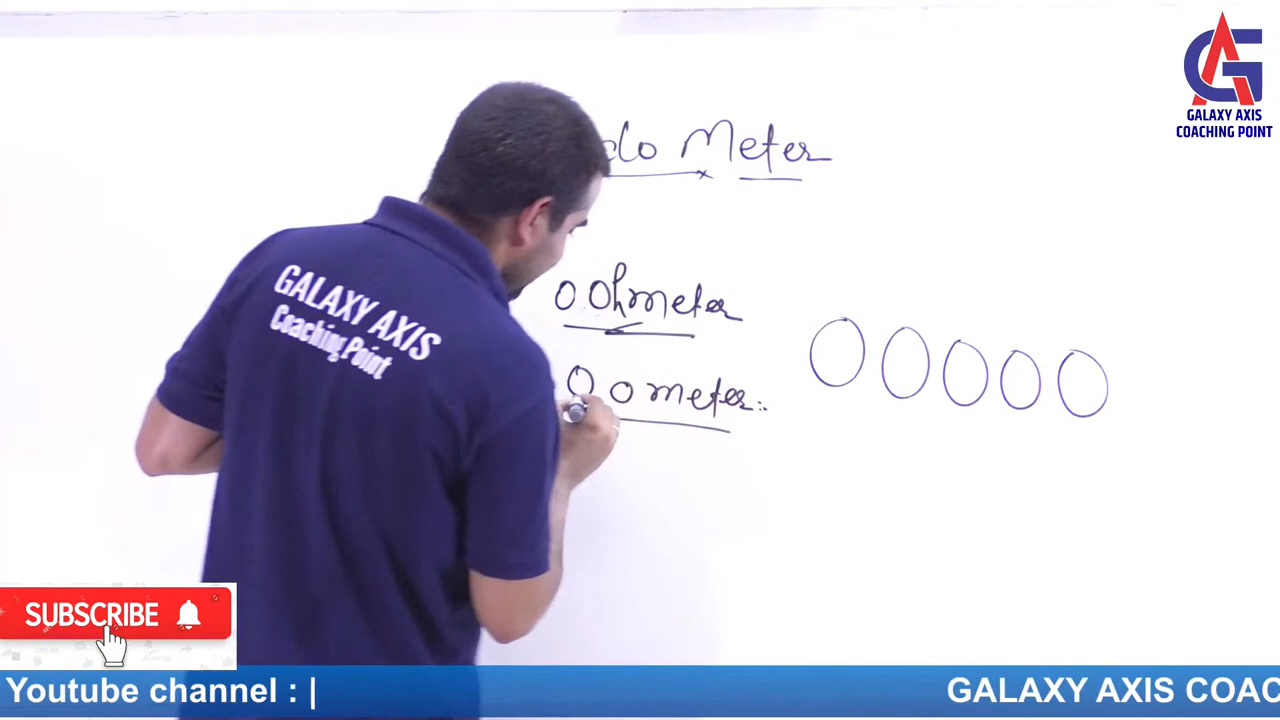 GALAXY AXIS
COACHING POINT
do Meter
O Ohmeter
O o meter
GALAXY AXIS
Coaching Point
O O O O O
SUBSCRIBE
Youtube channel : |
GALAXY AXIS COAC